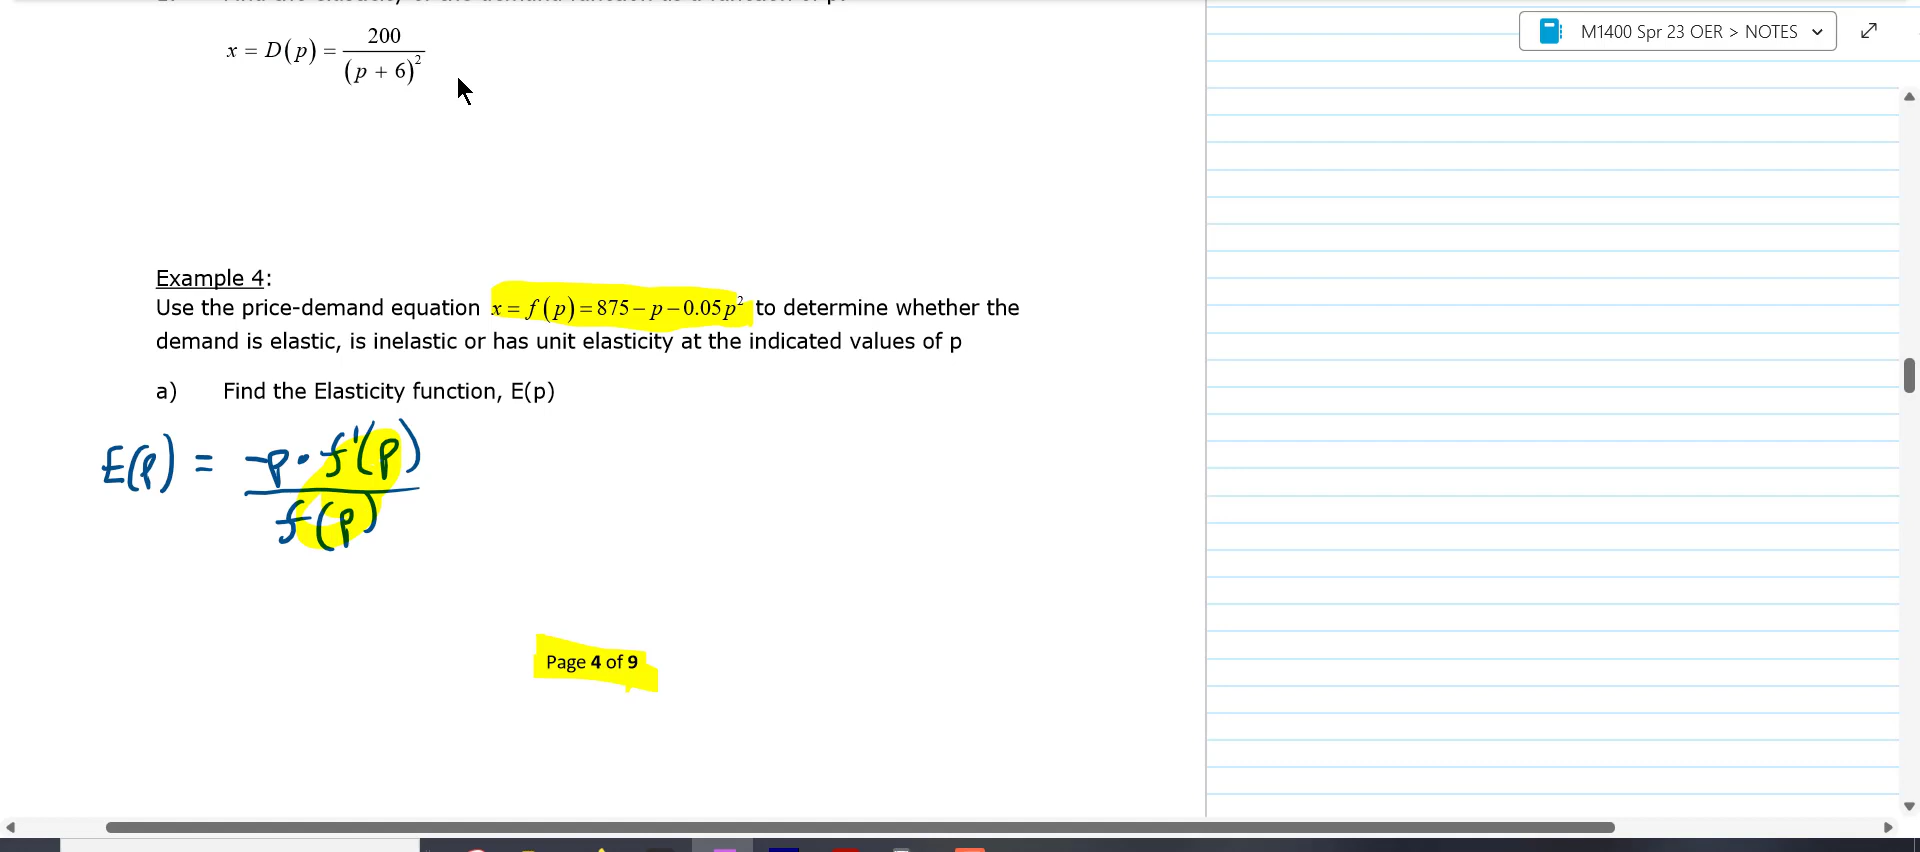 M1400 Spr 23 OER > NOTES
x = D(p) = 200 / (p + 6)²
Example 4:
Use the price-demand equation x = f(p) = 875 − p − 0.05p² to determine whether the
demand is elastic, is inelastic or has unit elasticity at the indicated values of p
a) Find the Elasticity function, E(p)
E(p) = -p · f'(p) / f(p)
Page 4 of 9